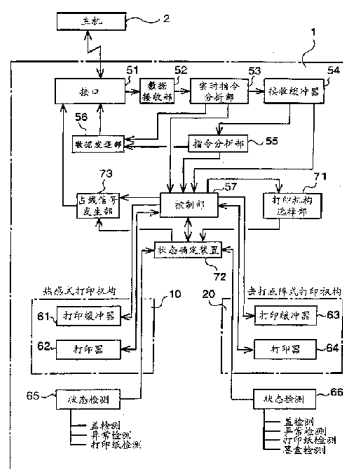 主机
2
1
51
52
53
54
接口
数据
接收部
实时指令
分析部
接收缓冲器
56
数据发送部
指令分析部
55
73
57
71
占线信号
发生部
控制部
打印机构
选择部
状态确定装置
72
热感式打印机构
10
20
击打点阵式打印机构
61
打印缓冲器
打印缓冲器
63
62
打印器
打印器
64
65
状态检测
状态检测
66
盖检测
异常检测
打印纸检测
盖检测
异常检测
打印纸检测
墨盒检测